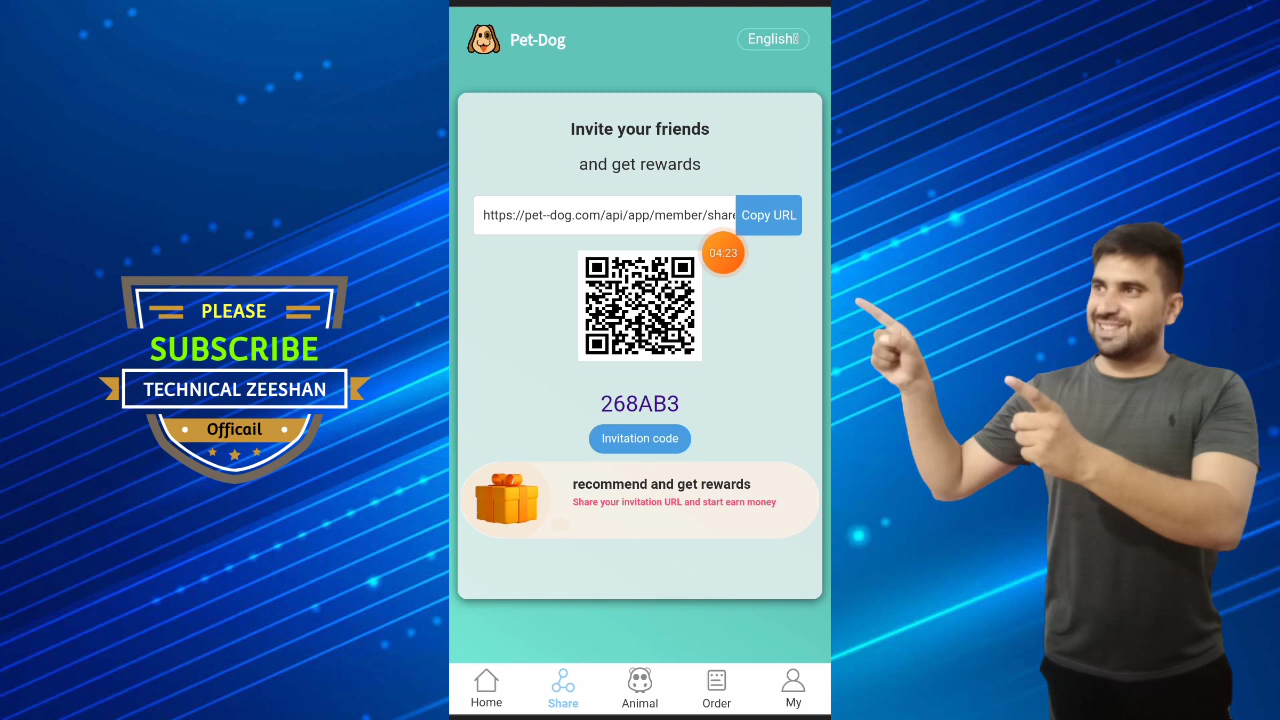 PLEASE
SUBSCRIBE
TECHNICAL ZEESHAN
Officail
Pet-Dog
English
Invite your friends
and get rewards
https://pet--dog.com/api/app/member/share
Copy URL
04:23
268AB3
Invitation code
recommend and get rewards
Share your invitation URL and start earn money
Home
Share
Animal
Order
My